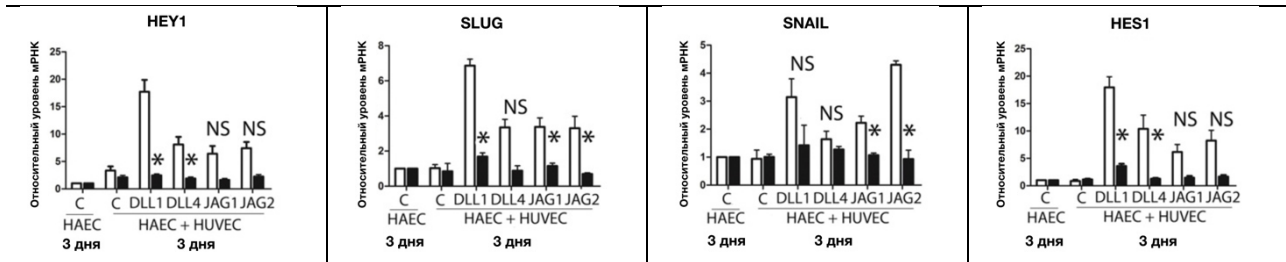 HEY1
Относительный уровень мРНК
25
20
15
10
5
0
*
*
NS
NS
C
C
DLL1
DLL4
JAG1
JAG2
HAEC
HAEC + HUVEC
3 дня
3 дня
SLUG
Относительный уровень мРНК
8
6
4
2
0
*
NS
*
*
C
C
DLL1
DLL4
JAG1
JAG2
HAEC
HAEC + HUVEC
3 дня
3 дня
SNAIL
Относительный уровень мРНК
5
4
3
2
1
0
NS
NS
*
*
C
C
DLL1
DLL4
JAG1
JAG2
HAEC
HAEC + HUVEC
3 дня
3 дня
HES1
Относительный уровень мРНК
25
20
15
10
5
0
*
*
NS
NS
C
C
DLL1
DLL4
JAG1
JAG2
HAEC
HAEC + HUVEC
3 дня
3 дня